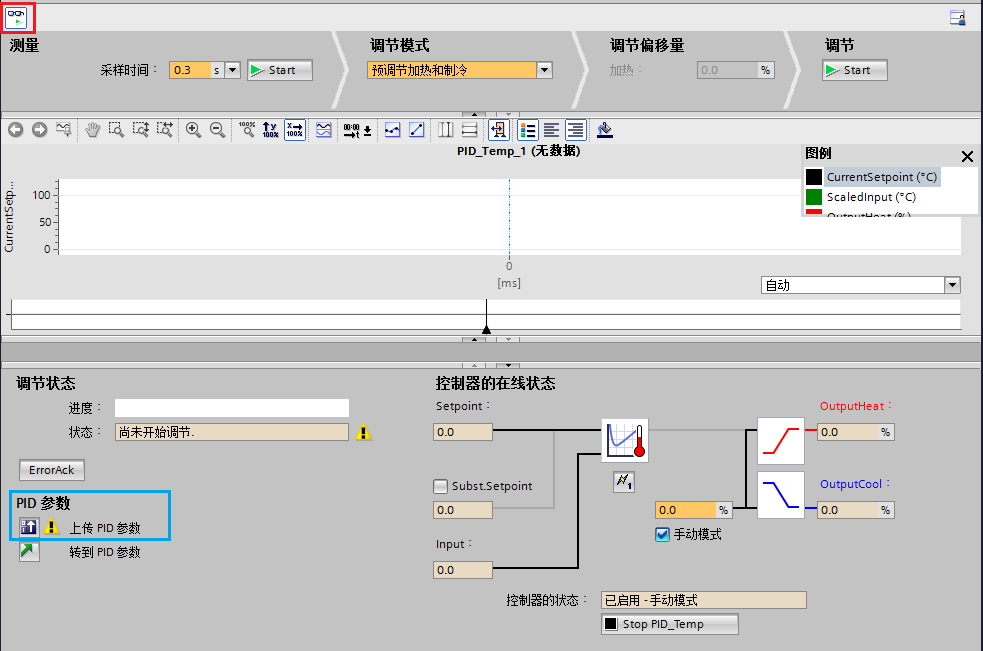 测量
调节模式
调节偏移量
调节
采样时间：
0.3
s
Start
预调节加热和制冷
加热：
0.0
%
Start
100%
↑y 100%
x→ 100%
00:00
PID_Temp_1 (无数据)
图例
CurrentSetpoint (°C)
ScaledInput (°C)
OutputHeat (%)
CurrentSetp...
100
50
0
0
[ms]
自动
调节状态
进度：
状态：
尚未开始调节.
ErrorAck
PID 参数
上传 PID 参数
转到 PID 参数
控制器的在线状态
Setpoint：
0.0
Subst.Setpoint
0.0
Input：
0.0
0.0
%
手动模式
OutputHeat：
0.0
%
OutputCool：
0.0
%
控制器的状态：
已启用 - 手动模式
Stop PID_Temp